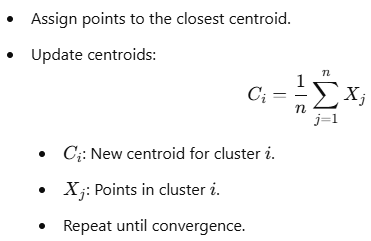 • Assign points to the closest centroid.
• Update centroids:
C_i = \frac{1}{n} \sum_{j=1}^{n} X_j
• C_i: New centroid for cluster i.
• X_j: Points in cluster i.
• Repeat until convergence.